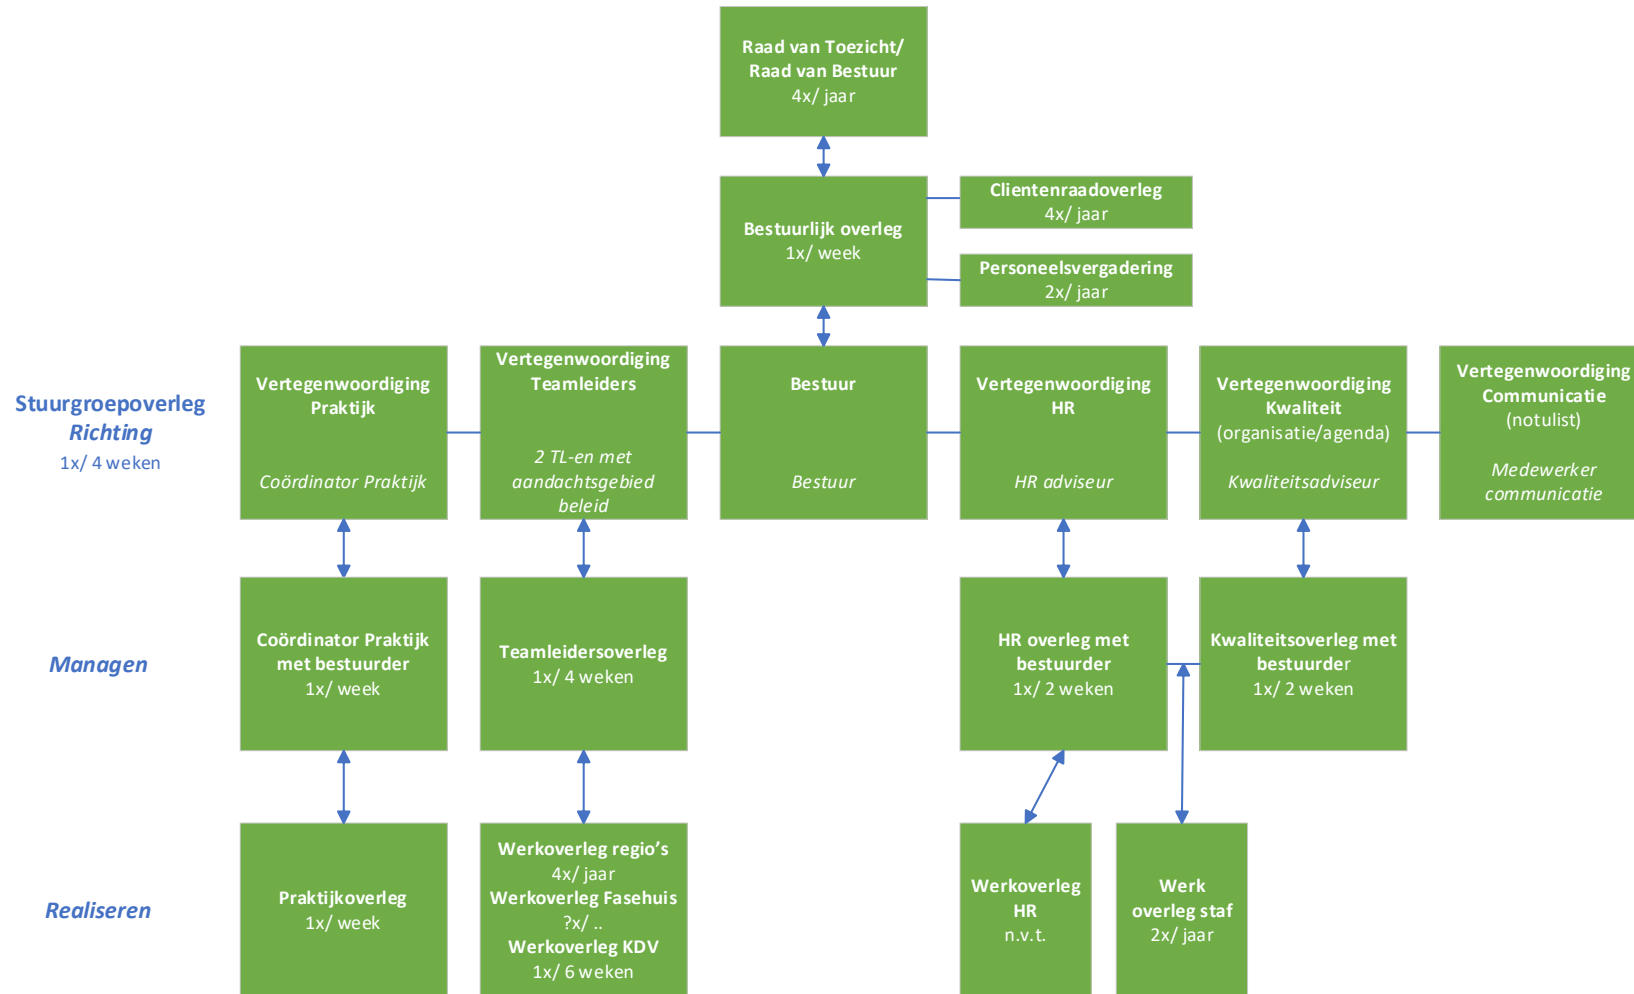 Raad van Toezicht/
Raad van Bestuur
4x/ jaar
Bestuurlijk overleg
1x/ week
Clientenraadoverleg
4x/ jaar
Personeelsvergadering
2x/ jaar
Stuurgroepoverleg
Richting
1x/ 4 weken
Vertegenwoordiging
Praktijk
Coördinator Praktijk
Vertegenwoordiging
Teamleiders
2 TL-en met
aandachtsgebied
beleid
Bestuur
Bestuur
Vertegenwoordiging
HR
HR adviseur
Vertegenwoordiging
Kwaliteit
(organisatie/agenda)
Kwaliteitsadviseur
Vertegenwoordiging
Communicatie
(notulist)
Medewerker
communicatie
Managen
Coördinator Praktijk
met bestuurder
1x/ week
Teamleidersoverleg
1x/ 4 weken
HR overleg met
bestuurder
1x/ 2 weken
Kwaliteitsoverleg met
bestuurder
1x/ 2 weken
Realiseren
Praktijkoverleg
1x/ week
Werkoverleg regio’s
4x/ jaar
Werkoverleg Fasehuis
?x/ ..
Werkoverleg KDV
1x/ 6 weken
Werkoverleg
HR
n.v.t.
Werk
overleg staf
2x/ jaar